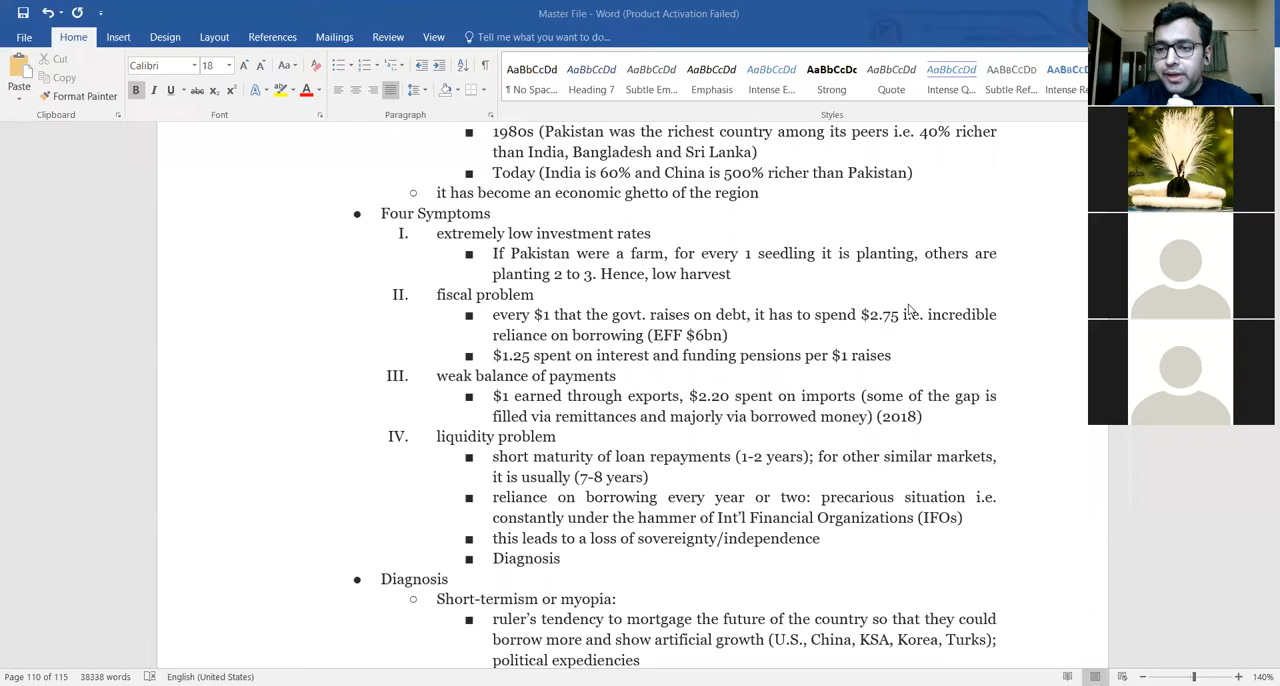 Master File - Word (Product Activation Failed)
File Home Insert Design Layout References Mailings Review View Tell me what you want to do...
Cut
Copy
Format Painter
Paste
Calibri 18
AaBbCcDd AaBbCcDd AaBbCcDd AaBbCcDd AaBbCcDd AaBbCcDc AaBbCcDd AaBbCcDd AABBCCDD AABBCCD
¶ No Spac... Heading 7 Subtle Em... Emphasis Intense E... Strong Quote Intense Q... Subtle Ref... Intense Re
Clipboard Font Paragraph Styles
■ 1980s (Pakistan was the richest country among its peers i.e. 40% richer
than India, Bangladesh and Sri Lanka)
■ Today (India is 60% and China is 500% richer than Pakistan)
○ it has become an economic ghetto of the region
● Four Symptoms
I. extremely low investment rates
■ If Pakistan were a farm, for every 1 seedling it is planting, others are
planting 2 to 3. Hence, low harvest
II. fiscal problem
■ every $1 that the govt. raises on debt, it has to spend $2.75 i.e. incredible
reliance on borrowing (EFF $6bn)
■ $1.25 spent on interest and funding pensions per $1 raises
III. weak balance of payments
■ $1 earned through exports, $2.20 spent on imports (some of the gap is
filled via remittances and majorly via borrowed money) (2018)
IV. liquidity problem
■ short maturity of loan repayments (1-2 years); for other similar markets,
it is usually (7-8 years)
■ reliance on borrowing every year or two: precarious situation i.e.
constantly under the hammer of Int'l Financial Organizations (IFOs)
■ this leads to a loss of sovereignty/independence
■ Diagnosis
● Diagnosis
○ Short-termism or myopia:
■ ruler's tendency to mortgage the future of the country so that they could
borrow more and show artificial growth (U.S., China, KSA, Korea, Turks);
political expediencies
Page 110 of 115 38338 words English (United States) 140%